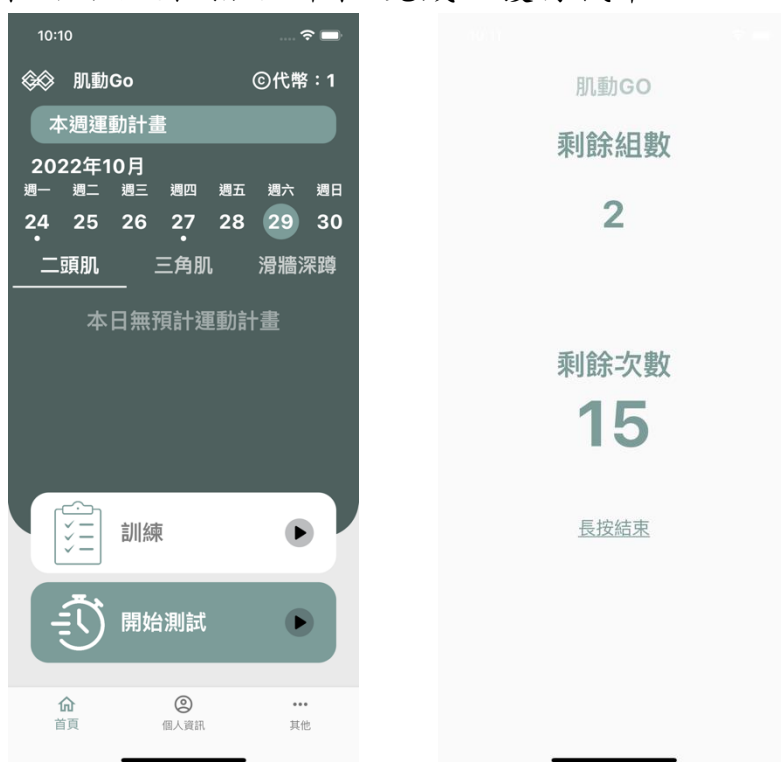 10:10
肌動Go
©代幣：1
本週運動計畫
2022年10月
週一 週二 週三 週四 週五 週六 週日
24 25 26 27 28 29 30
二頭肌 三角肌 滑牆深蹲
本日無預計運動計畫
訓練
開始測試
首頁 個人資訊 其他
肌動GO
剩餘組數
2
剩餘次數
15
長按結束